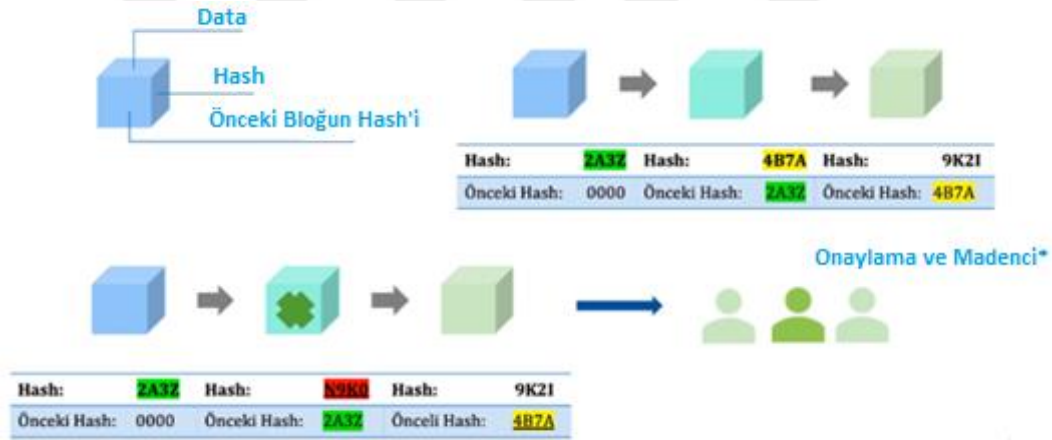 Data
Hash
Önceki Bloğun Hash'i
Hash: 2A3Z Hash: 4B7A Hash: 9K2I
Önceki Hash: 0000 Önceki Hash: 2A3Z Önceki Hash: 4B7A
Onaylama ve Madenci*
Hash: 2A3Z Hash: N9K0 Hash: 9K2I
Önceki Hash: 0000 Önceki Hash: 2A3Z Önceli Hash: 4B7A